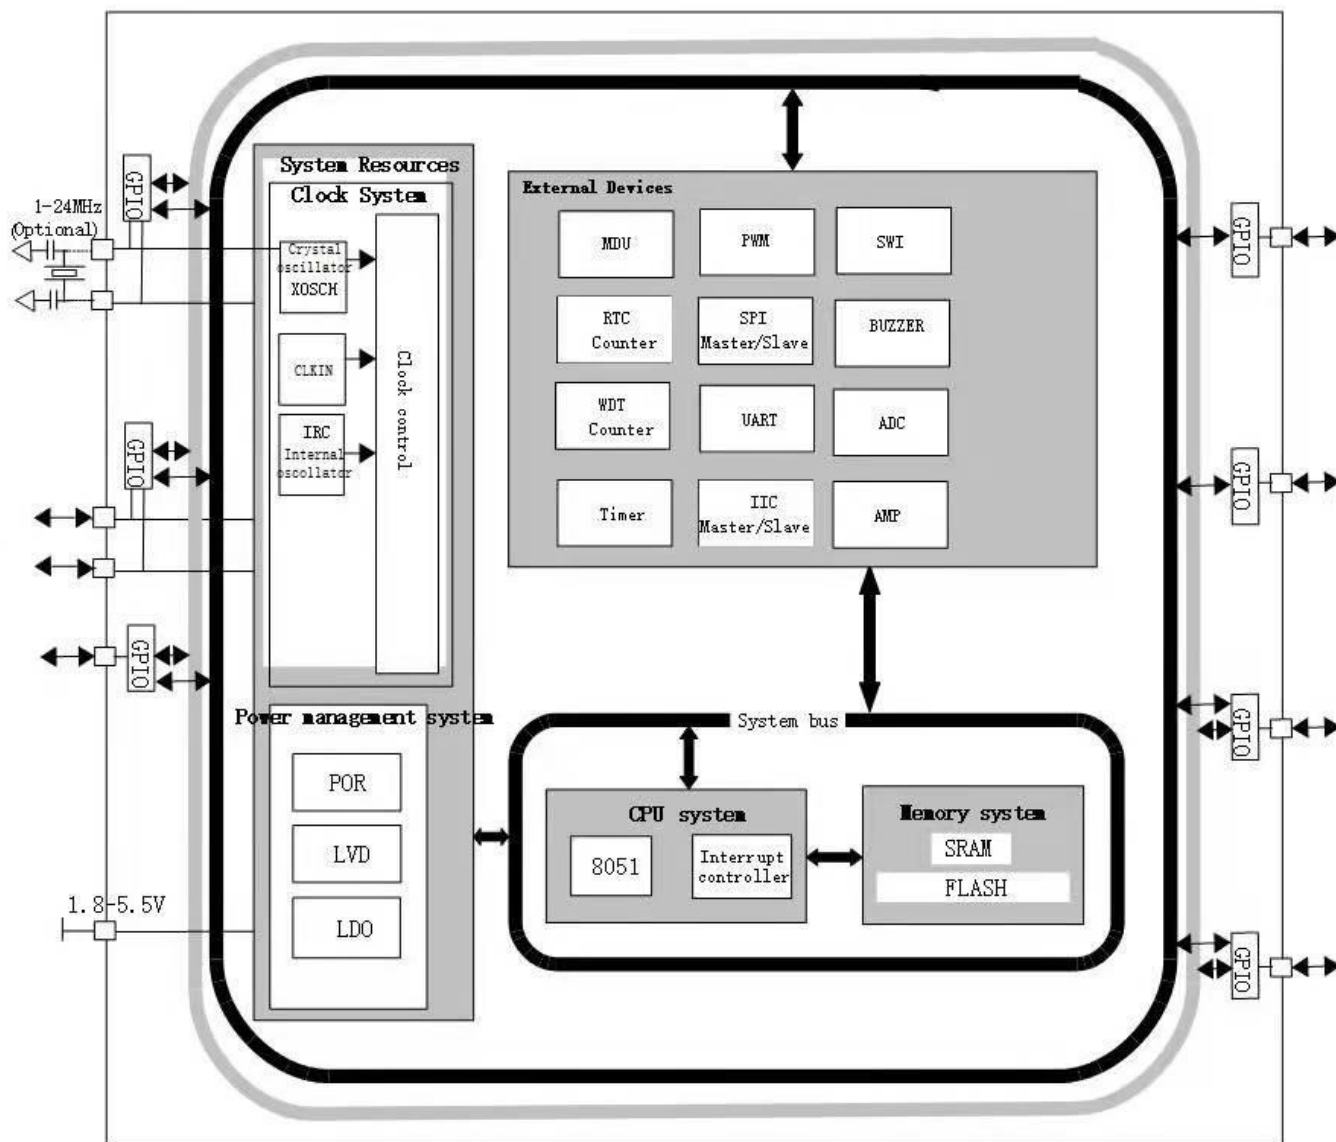 System Resources
Clock System
GPIO
1-24MHz
(Optional)
Crystal
oscillator
XOSCH
CLKIN
IRC
Internal
oscollator
Clock control
GPIO
GPIO
Power management system
POR
LVD
LDO
1.8-5.5V
External Devices
MDU
PWM
SWI
RTC
Counter
SPI
Master/Slave
BUZZER
WDT
Counter
UART
ADC
Timer
IIC
Master/Slave
AMP
System bus
CPU system
8051
Interrupt
controller
Memory system
SRAM
FLASH
GPIO
GPIO
GPIO
GPIO